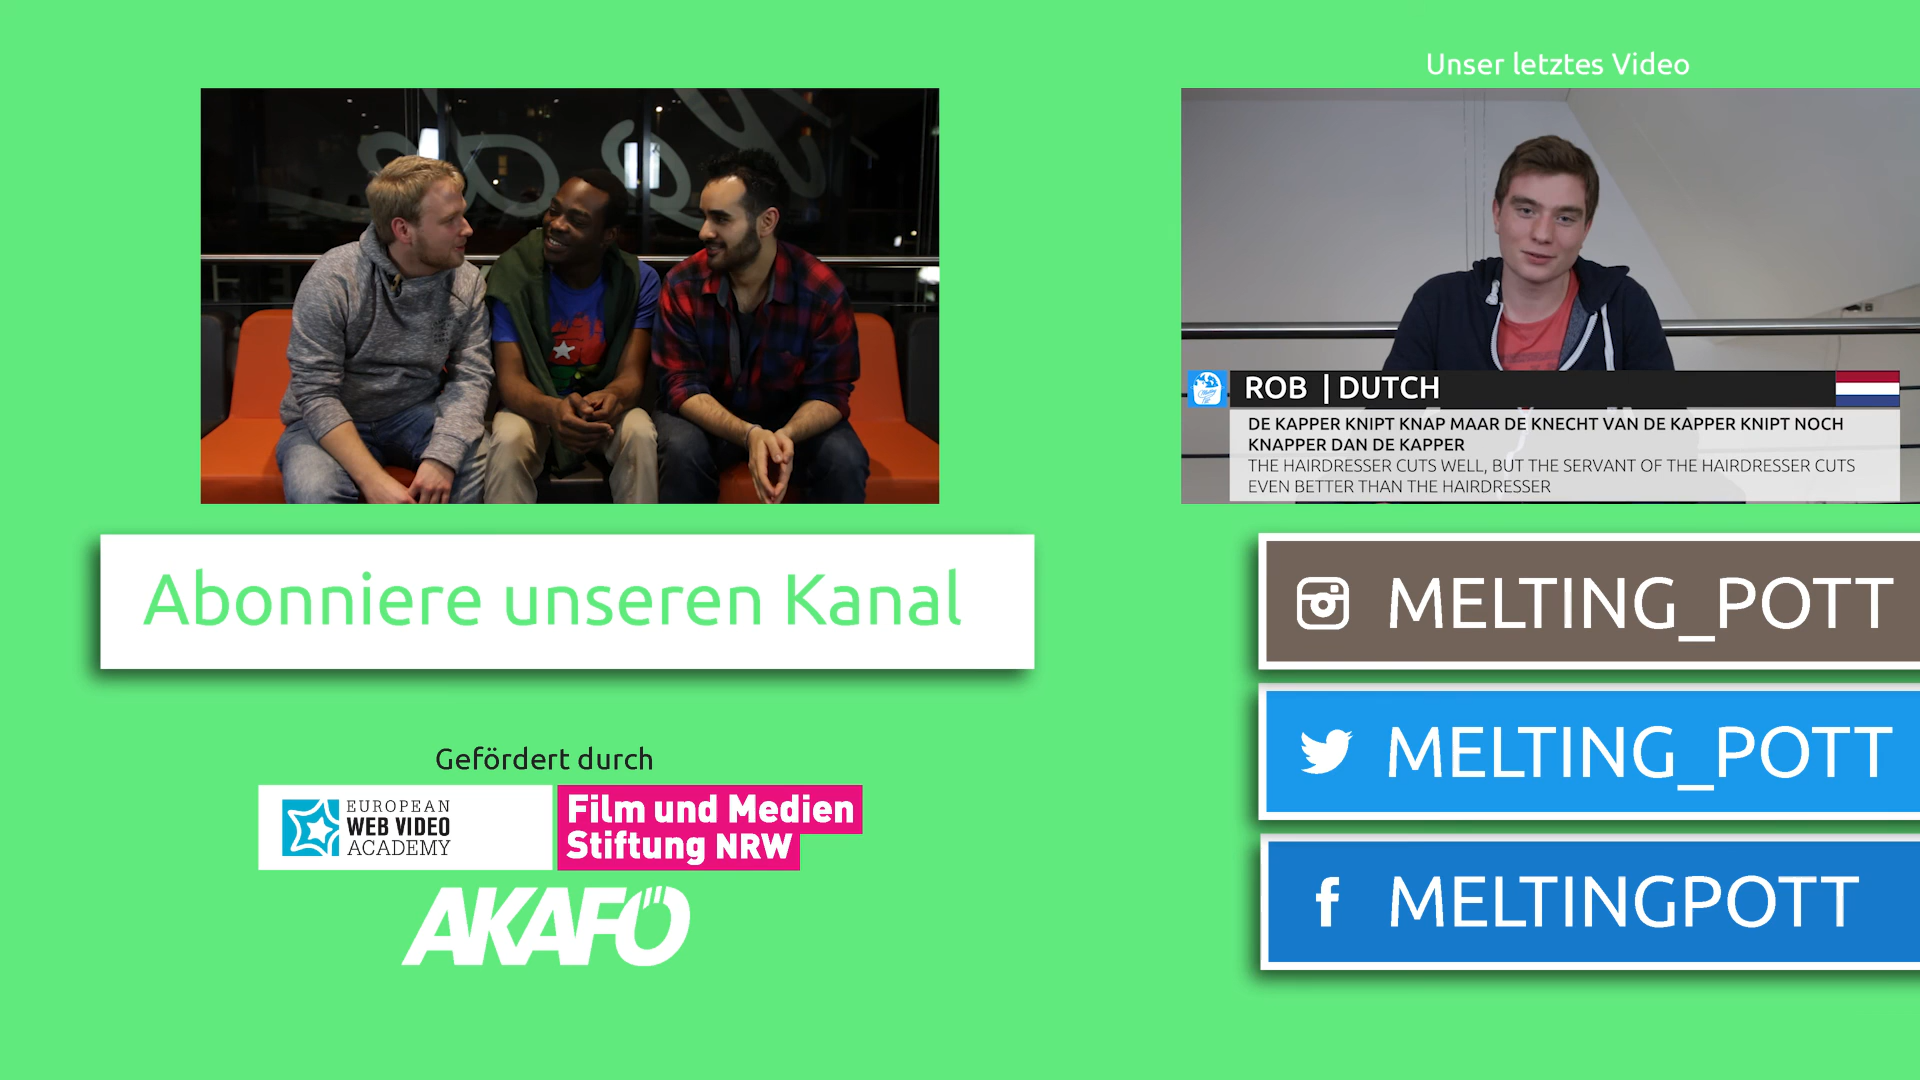 Unser letztes Video
ROB | DUTCH
DE KAPPER KNIPT KNAP MAAR DE KNECHT VAN DE KAPPER KNIPT NOCH
KNAPPER DAN DE KAPPER
THE HAIRDRESSER CUTS WELL, BUT THE SERVANT OF THE HAIRDRESSER CUTS
EVEN BETTER THAN THE HAIRDRESSER
Abonniere unseren Kanal
MELTING_POTT
MELTING_POTT
MELTINGPOTT
Gefördert durch
EUROPEAN
WEB VIDEO
ACADEMY
Film und Medien
Stiftung NRW
AKAFÖ